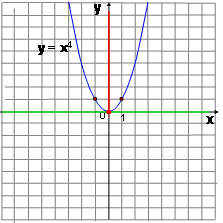 y
y = x⁴
0 1 x